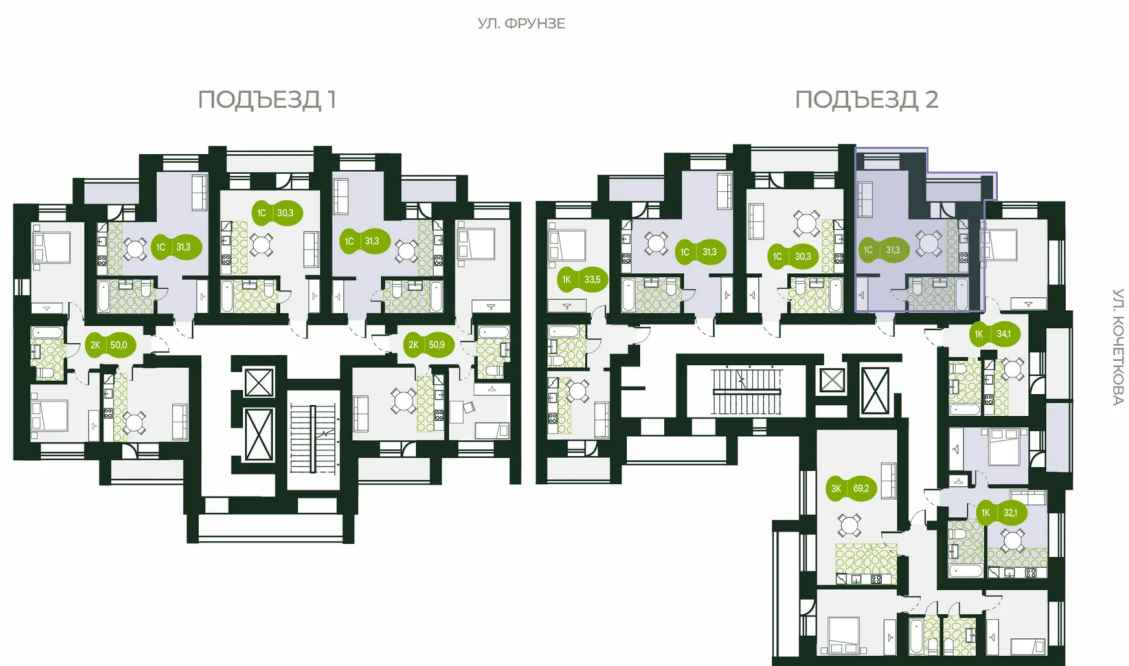 УЛ. ФРУНЗЕ
ПОДЪЕЗД 1
ПОДЪЕЗД 2
1С 31,3
1С 30,3
1С 31,3
2К 50,0
2К 50,9
1К 33,5
1С 31,3
1С 30,3
1С 31,3
1К 34,1
3К 69,2
1К 32,1
УЛ. КОЧЕТКОВА